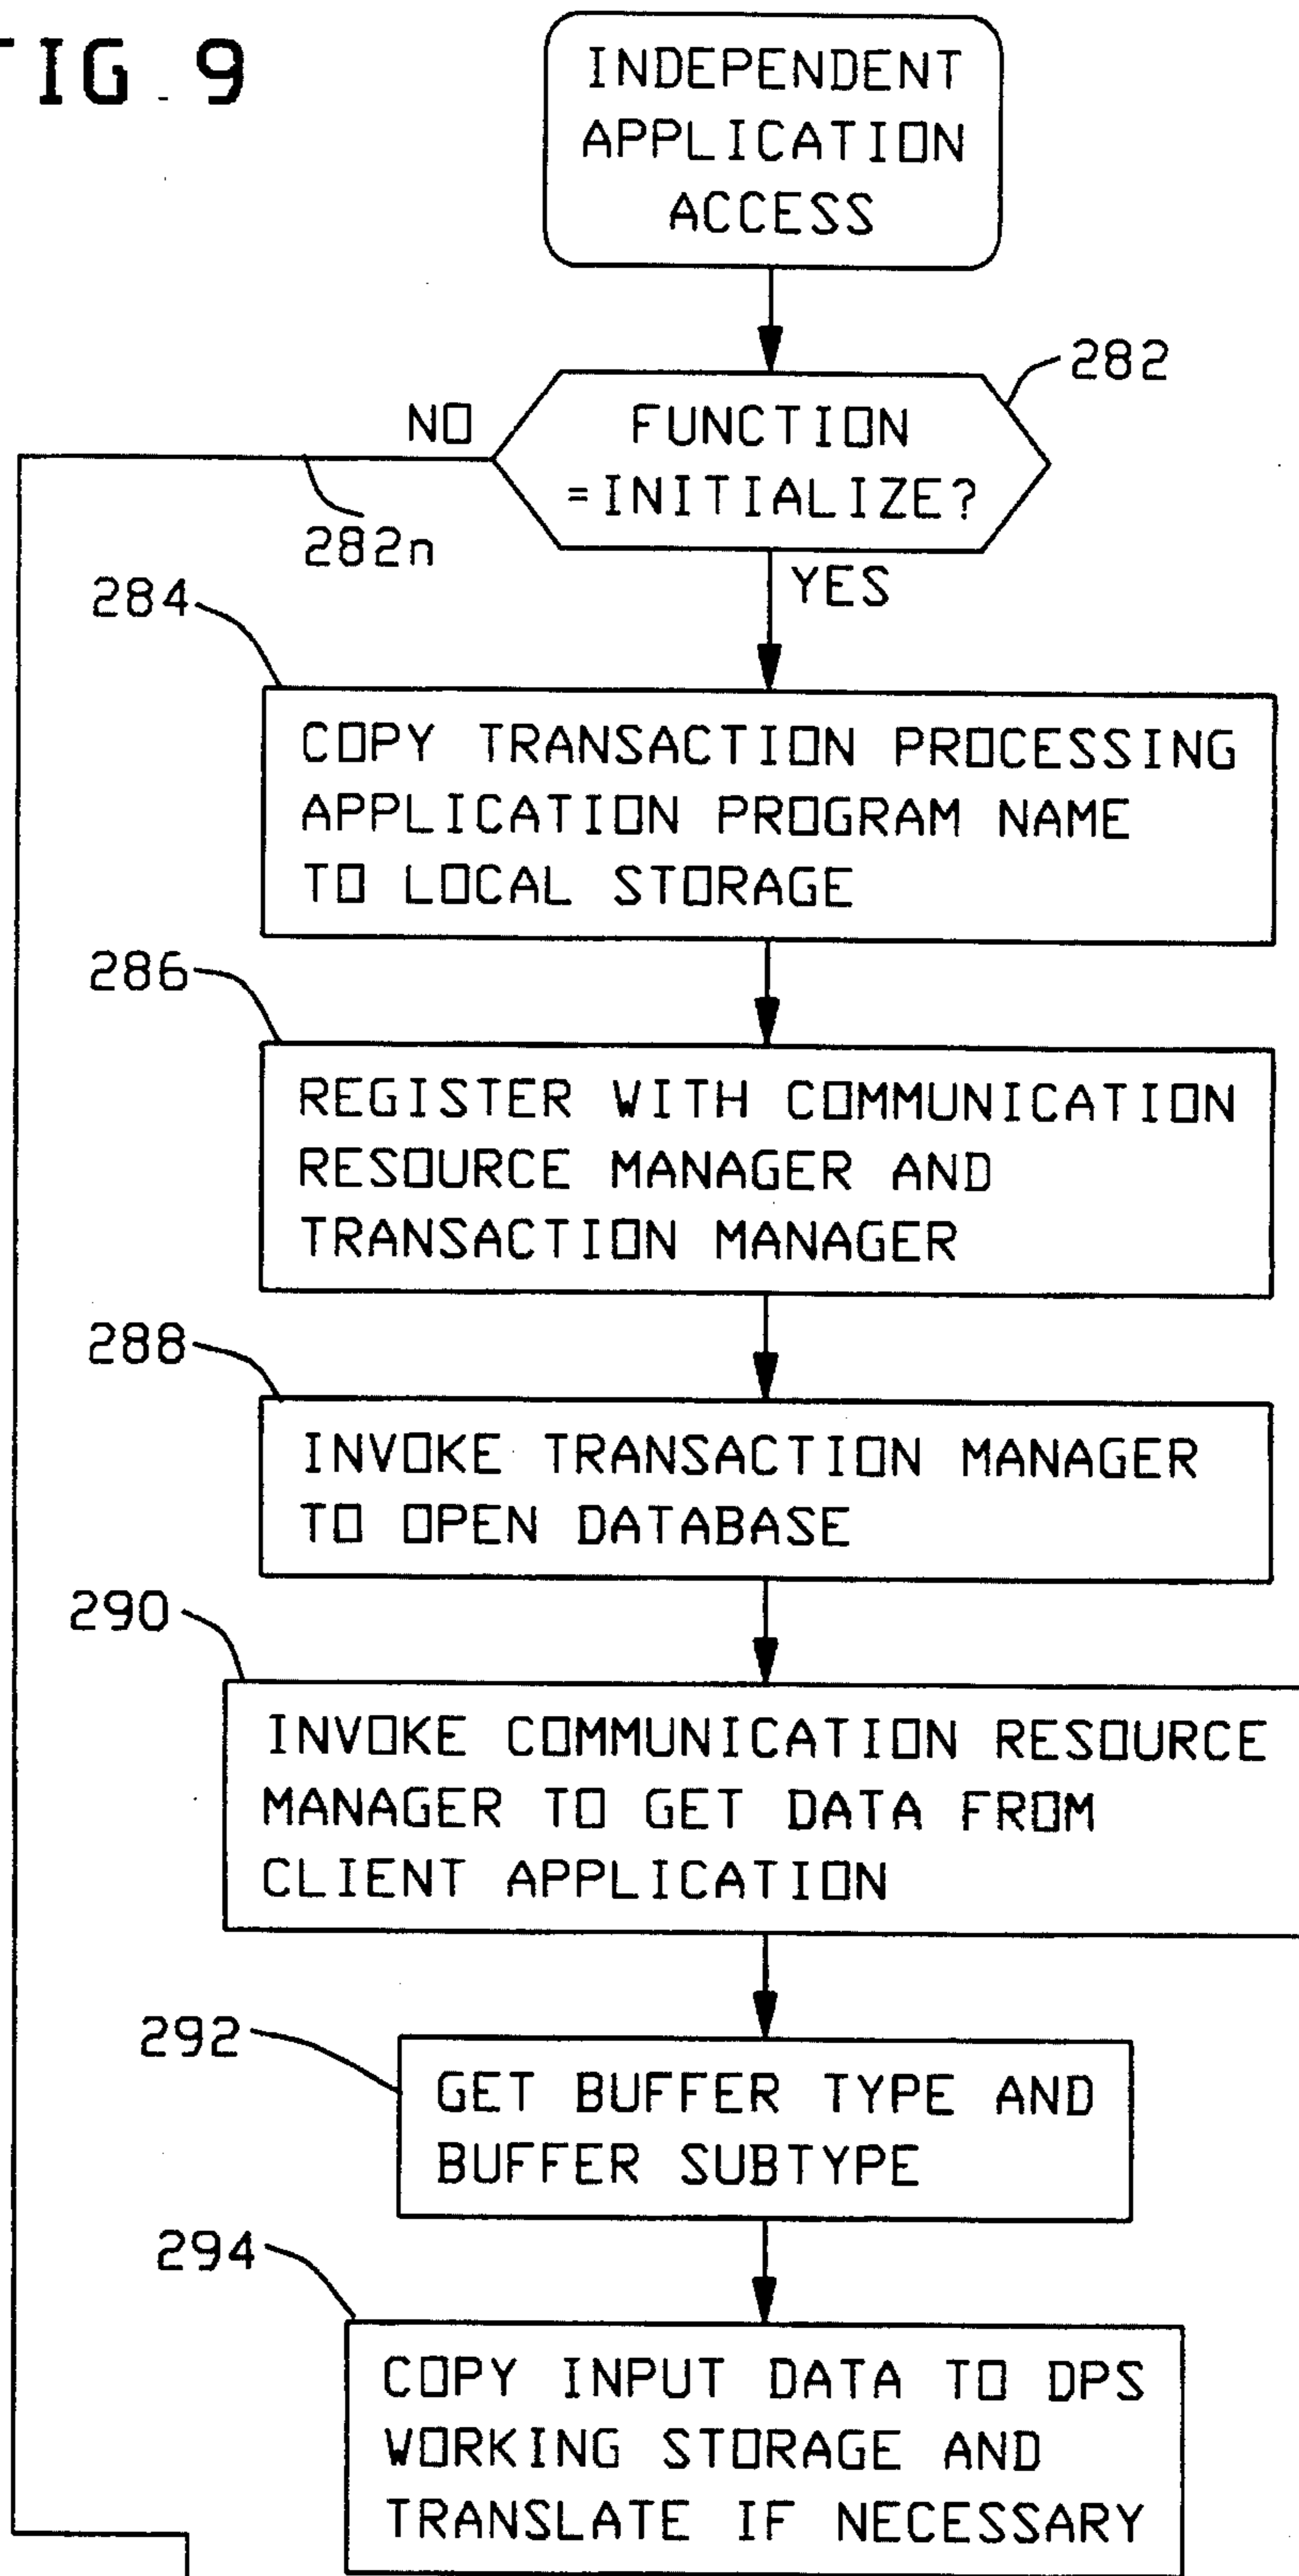 FIG. 9
INDEPENDENT
APPLICATION
ACCESS
282
NO
FUNCTION
=INITIALIZE?
282n
YES
284
COPY TRANSACTION PROCESSING
APPLICATION PROGRAM NAME
TO LOCAL STORAGE
286
REGISTER WITH COMMUNICATION
RESOURCE MANAGER AND
TRANSACTION MANAGER
288
INVOKE TRANSACTION MANAGER
TO OPEN DATABASE
290
INVOKE COMMUNICATION RESOURCE
MANAGER TO GET DATA FROM
CLIENT APPLICATION
292
GET BUFFER TYPE AND
BUFFER SUBTYPE
294
COPY INPUT DATA TO DPS
WORKING STORAGE AND
TRANSLATE IF NECESSARY